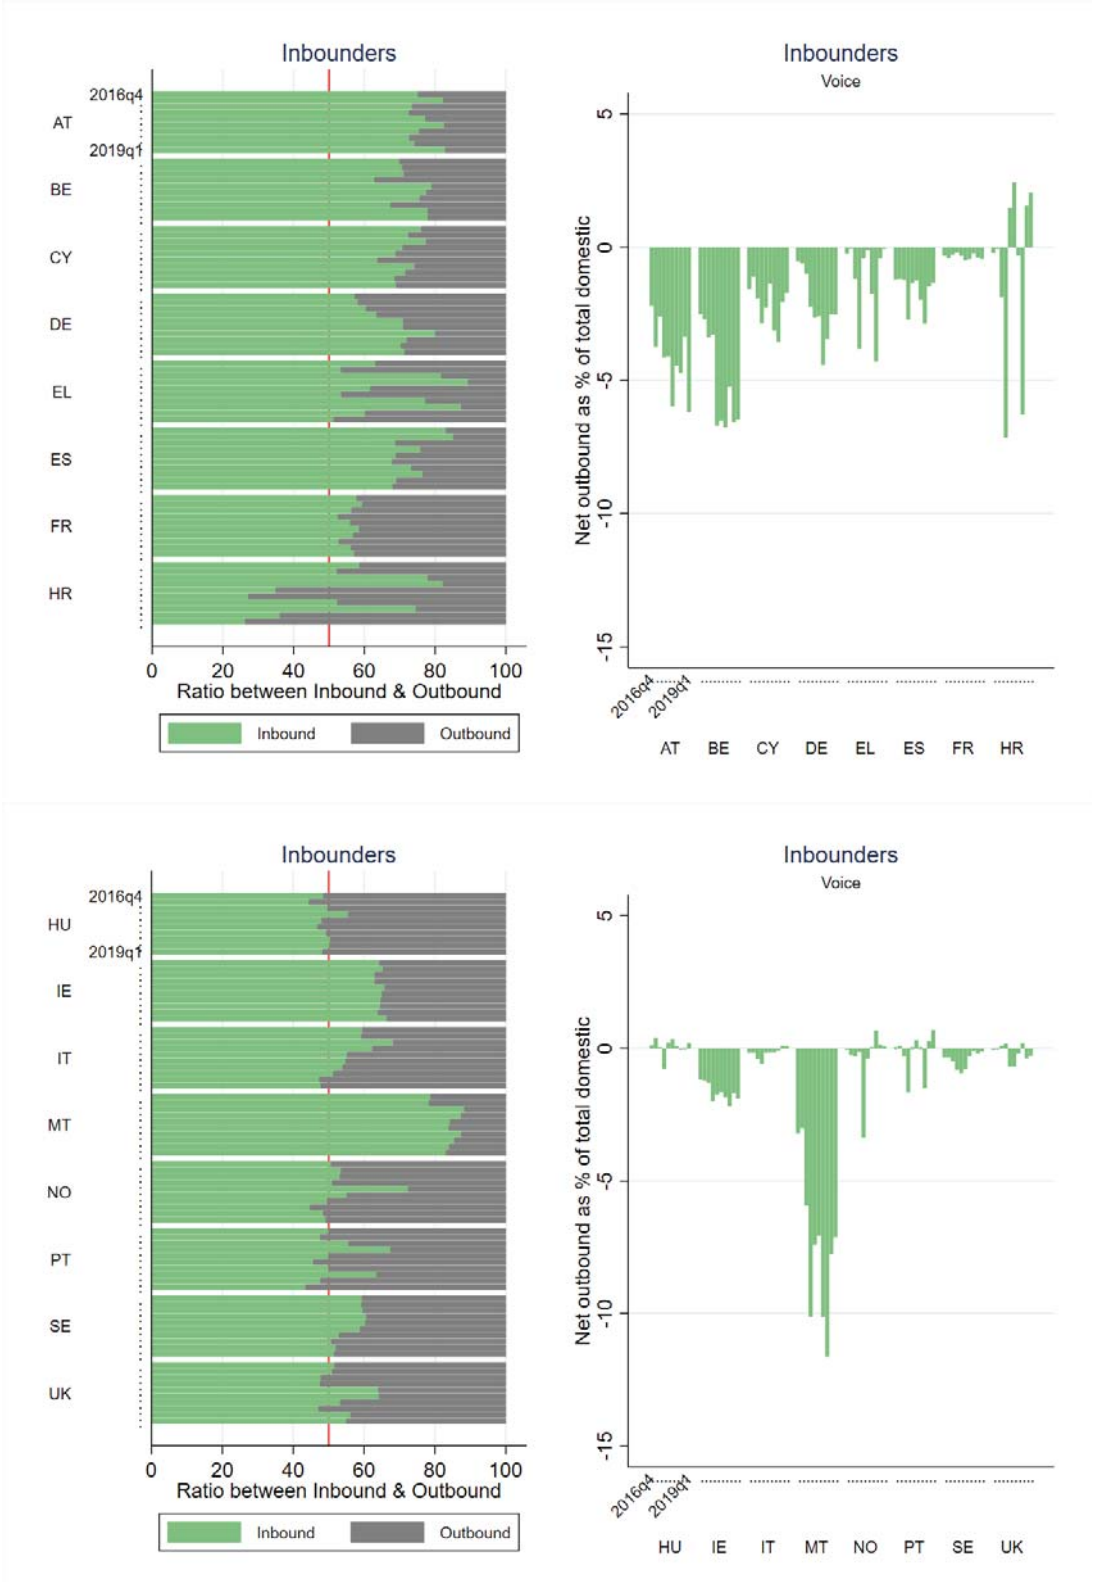 Inbounders
2016q4
AT
2019q1
BE
CY
DE
EL
ES
FR
HR
0 20 40 60 80 100
Ratio between Inbound & Outbound
Inbound Outbound
Inbounders
Voice
5
0
-5
-10
-15
Net outbound as % of total domestic
2016q4 2019q1
AT BE CY DE EL ES FR HR
Inbounders
2016q4
HU
2019q1
IE
IT
MT
NO
PT
SE
UK
0 20 40 60 80 100
Ratio between Inbound & Outbound
Inbound Outbound
Inbounders
Voice
5
0
-5
-10
-15
Net outbound as % of total domestic
2016q4 2019q1
HU IE IT MT NO PT SE UK